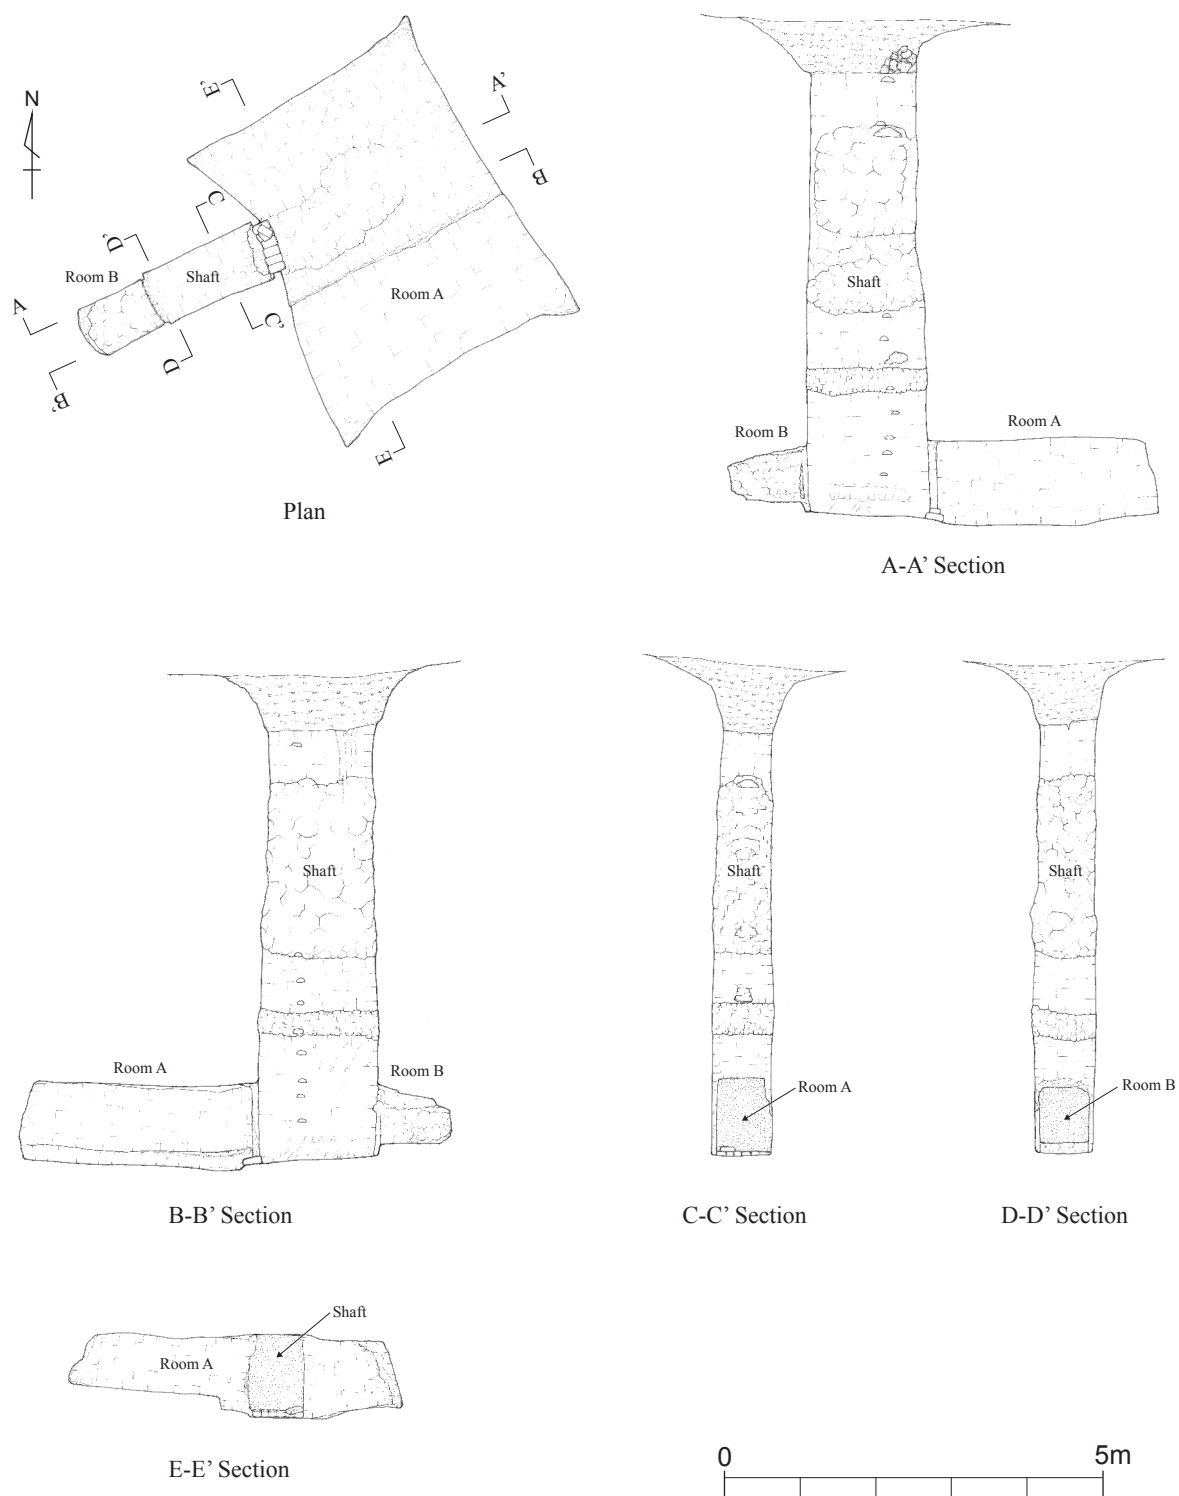 N
A'
E'
B
C
D'
Room B
Shaft
A
Room A
C'
D
B'
E
Plan
Shaft
Room B
Room A
A-A’ Section
Shaft
Room A
Room B
B-B’ Section
Shaft
Room A
C-C’ Section
Shaft
Room B
D-D’ Section
Shaft
Room A
E-E’ Section
0 5m